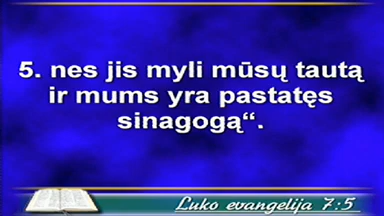 5. nes jis myli mūsų tautą
ir mums yra pastatęs
sinagogą“.
Luko evangelija 7:5